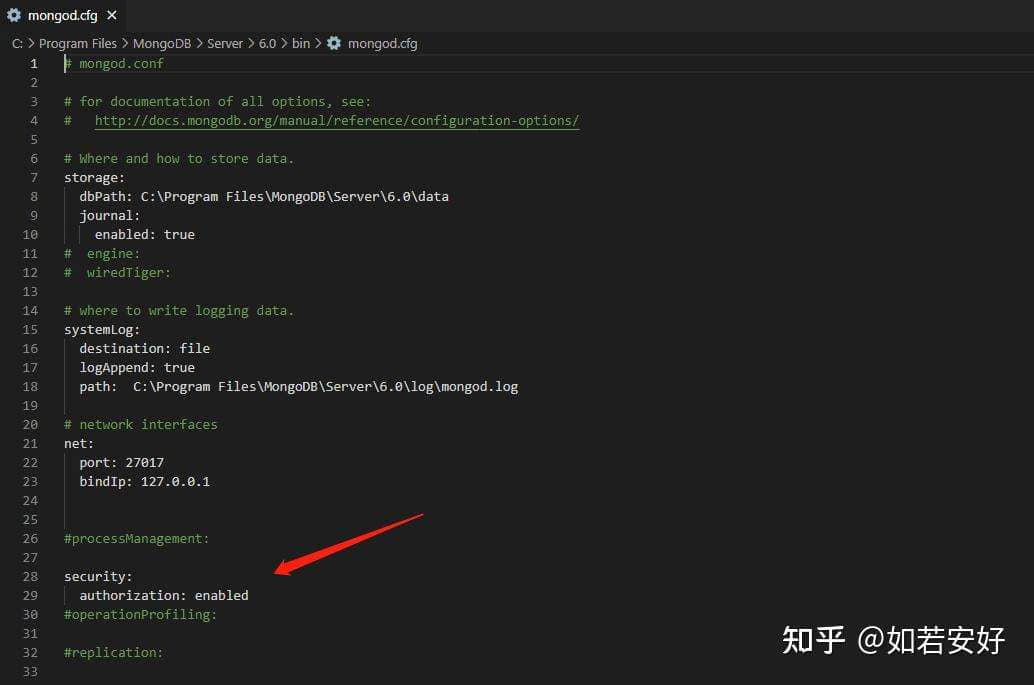 mongod.cfg
C: > Program Files > MongoDB > Server > 6.0 > bin > mongod.cfg
1 # mongod.conf
2
3 # for documentation of all options, see:
4 #   http://docs.mongodb.org/manual/reference/configuration-options/
5
6 # Where and how to store data.
7 storage:
8   dbPath: C:\Program Files\MongoDB\Server\6.0\data
9   journal:
10     enabled: true
11 #  engine:
12 #  wiredTiger:
13
14 # where to write logging data.
15 systemLog:
16   destination: file
17   logAppend: true
18   path:  C:\Program Files\MongoDB\Server\6.0\log\mongod.log
19
20 # network interfaces
21 net:
22   port: 27017
23   bindIp: 127.0.0.1
24
25
26 #processManagement:
27
28 security:
29   authorization: enabled
30 #operationProfiling:
31
32 #replication:
33
知乎 @如若安好